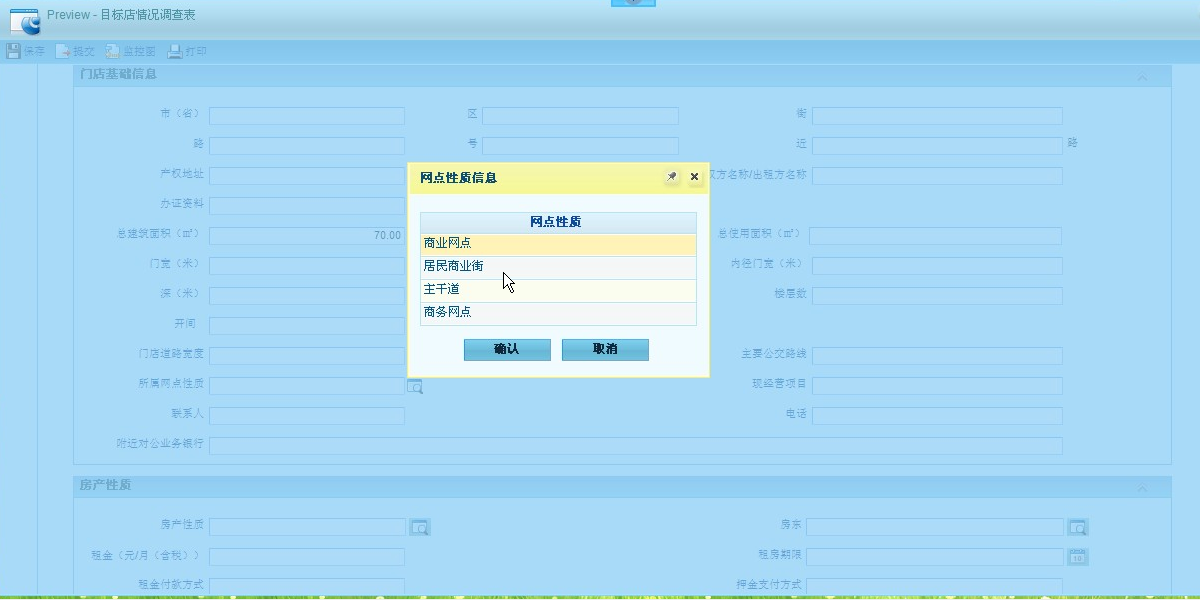 Preview - 目标店情况调查表
保存 提交 监控图 打印
门店基础信息
市（省） 区 街
路 号 近 路
产权地址 权方名称/出租方名称
办证资料
总建筑面积（㎡） 70.00 总使用面积（㎡）
门宽（米） 内径门宽（米）
深（米） 楼层数
开间
门店道路宽度 主要公交路线
所属网点性质 现经营项目
联系人 电话
附近对公业务银行
网点性质信息
网点性质
商业网点
居民商业街
主干道
商务网点
确认 取消
房产性质
房产性质 房东
租金（元/月（含税）） 租房期限
租金付款方式 押金支付方式